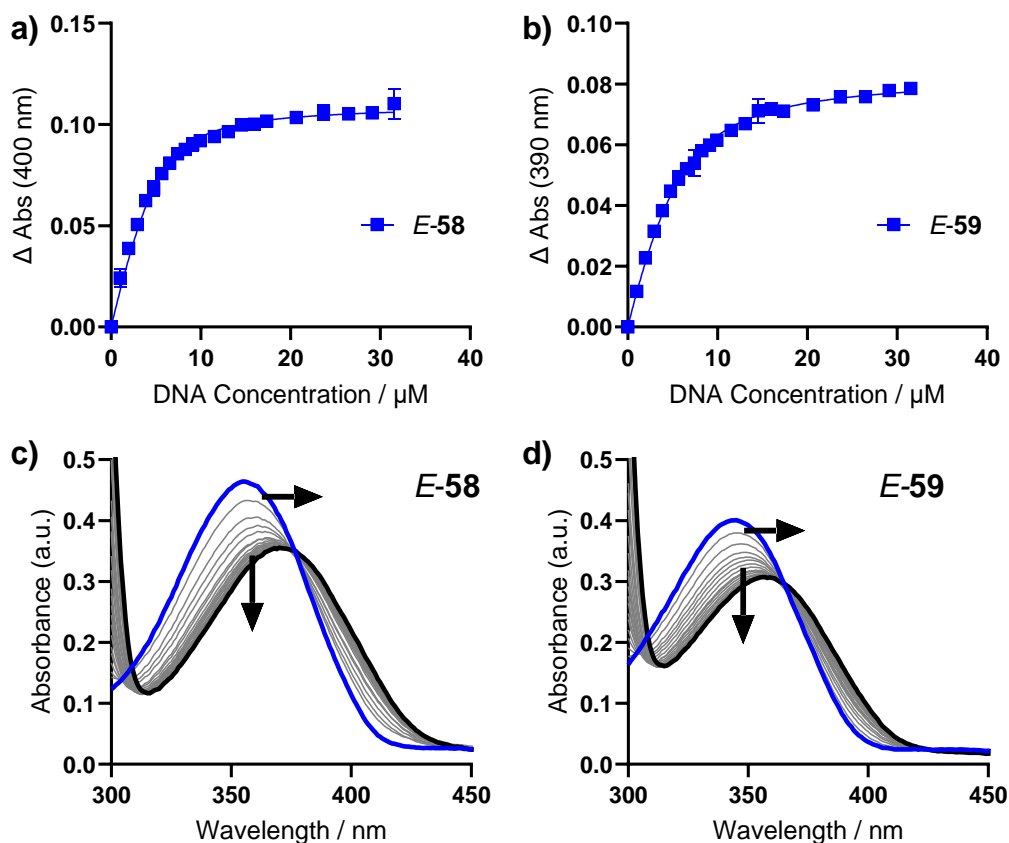 a)
Δ Abs (400 nm)
0.15
0.10
0.05
0.00
0 10 20 30 40
DNA Concentration / µM
E-58
b)
Δ Abs (390 nm)
0.10
0.08
0.06
0.04
0.02
0.00
0 10 20 30 40
DNA Concentration / µM
E-59
c)
Absorbance (a.u.)
0.5
0.4
0.3
0.2
0.1
0.0
300 350 400 450
Wavelength / nm
E-58
d)
Absorbance (a.u.)
0.5
0.4
0.3
0.2
0.1
0.0
300 350 400 450
Wavelength / nm
E-59